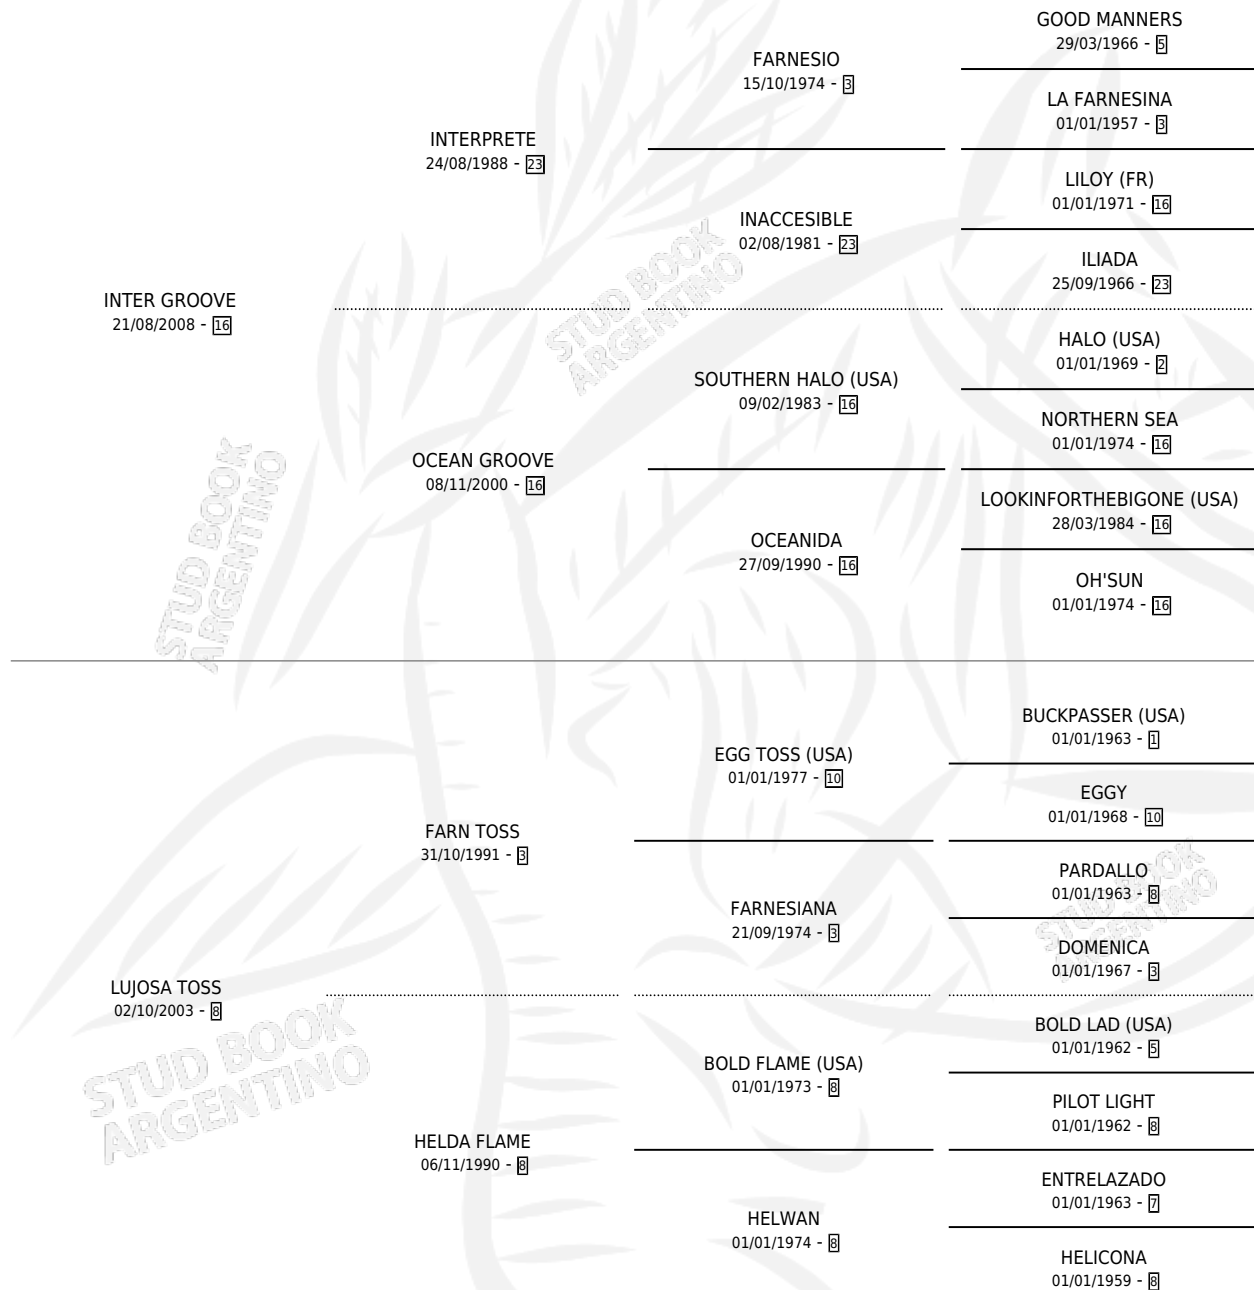 GOOD MANNERS
29/03/1966 - 5
FARNESIO
15/10/1974 - 3
LA FARNESINA
01/01/1957 - 3
INTERPRETE
24/08/1988 - 23
LILOY (FR)
01/01/1971 - 16
INACCESIBLE
02/08/1981 - 23
ILIADA
25/09/1966 - 23
INTER GROOVE
21/08/2008 - 16
HALO (USA)
01/01/1969 - 2
SOUTHERN HALO (USA)
09/02/1983 - 16
NORTHERN SEA
01/01/1974 - 16
OCEAN GROOVE
08/11/2000 - 16
LOOKINFORTHEBIGONE (USA)
28/03/1984 - 16
OCEANIDA
27/09/1990 - 16
OH'SUN
01/01/1974 - 16
BUCKPASSER (USA)
01/01/1963 - 1
EGG TOSS (USA)
01/01/1977 - 10
EGGY
01/01/1968 - 10
FARN TOSS
31/10/1991 - 3
PARDALLO
01/01/1963 - 8
FARNESIANA
21/09/1974 - 3
DOMENICA
01/01/1967 - 3
LUJOSA TOSS
02/10/2003 - 8
BOLD LAD (USA)
01/01/1962 - 5
BOLD FLAME (USA)
01/01/1973 - 8
PILOT LIGHT
01/01/1962 - 8
HELDA FLAME
06/11/1990 - 8
ENTRELAZADO
01/01/1963 - 7
HELWAN
01/01/1974 - 8
HELICONA
01/01/1959 - 8
STUD BOOK
ARGENTINO
STUD BOOK
ARGENTINO
STUD BOOK
ARGENTINO
STUD BOOK
ARGENTINO